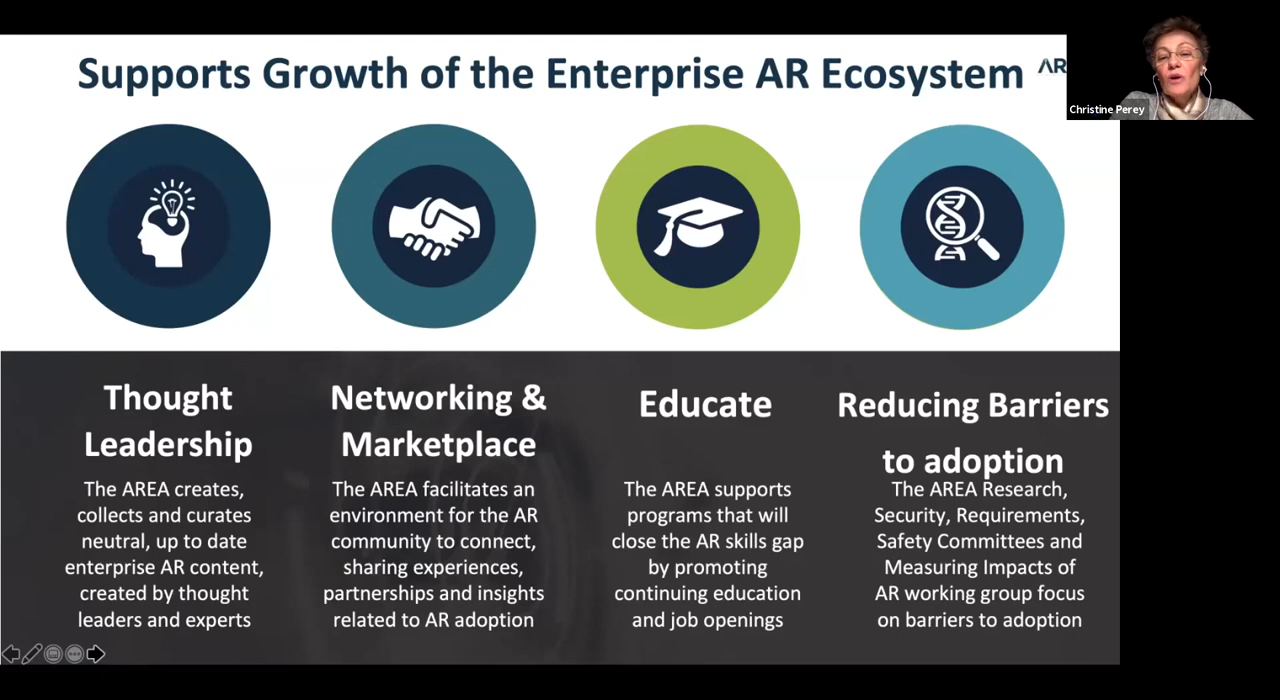 Supports Growth of the Enterprise AR Ecosystem
AR
Christine Perey
Thought
Leadership
The AREA creates,
collects and curates
neutral, up to date
enterprise AR content,
created by thought
leaders and experts
Networking &
Marketplace
The AREA facilitates an
environment for the AR
community to connect,
sharing experiences,
partnerships and insights
related to AR adoption
Educate
The AREA supports
programs that will
close the AR skills gap
by promoting
continuing education
and job openings
Reducing Barriers
to adoption
The AREA Research,
Security, Requirements,
Safety Committees and
Measuring Impacts of
AR working group focus
on barriers to adoption